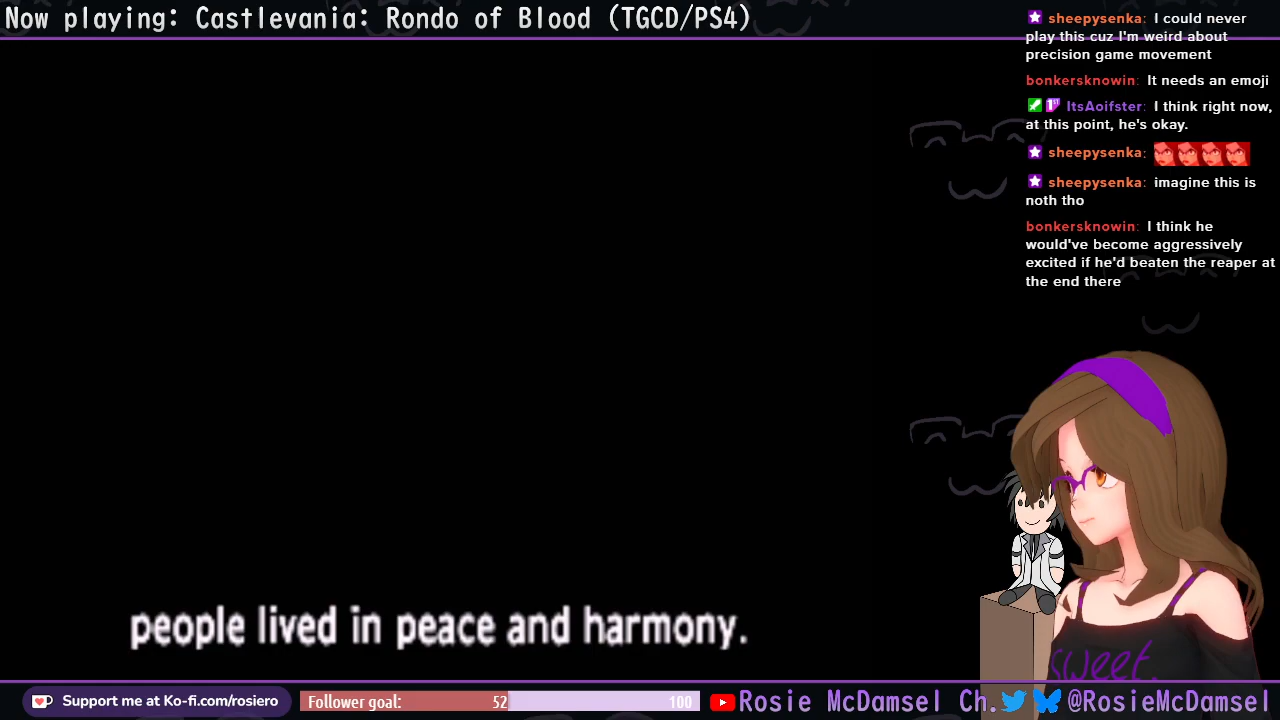 Now playing: Castlevania: Rondo of Blood (TGCD/PS4)
sheepysenka: I could never
play this cuz I'm weird about
precision game movement
bonkersknowin: It needs an emoji
ItsAoifster: I think right now,
at this point, he's okay.
sheepysenka:
sheepysenka: imagine this is
noth tho
bonkersknowin: I think he
would've become aggressively
excited if he'd beaten the reaper at
the end there
people lived in peace and harmony.
sweet.
Support me at Ko-fi.com/rosiero
Follower goal: 52 100
Rosie McDamsel Ch. @RosieMcDamsel